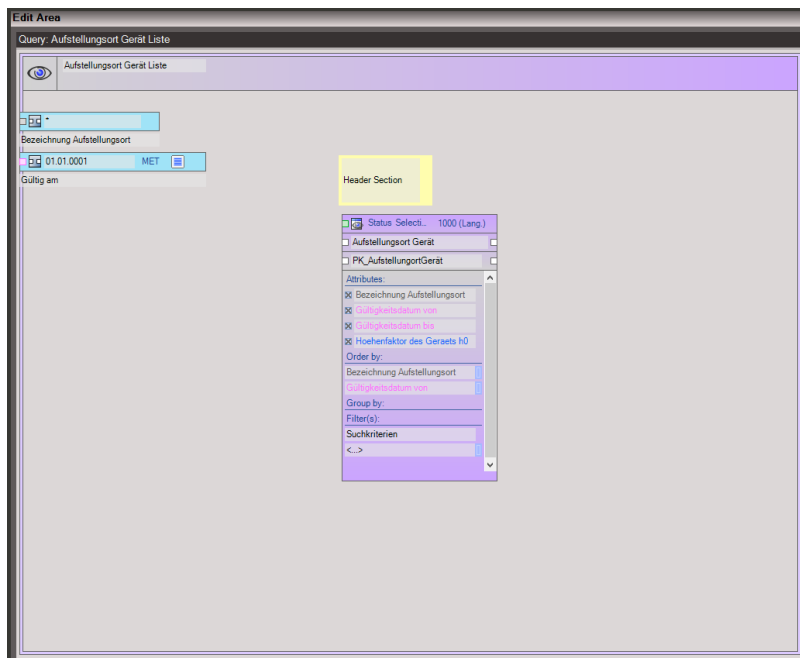 Edit Area
Query: Aufstellungsort Gerät Liste
Aufstellungsort Gerät Liste
*
Bezeichnung Aufstellungsort
01.01.0001 MET
Gültig am
Header Section
Status Selecti.. 1000 (Lang.)
Aufstellungsort Gerät
PK_AufstellungortGerät
Attributes:
Bezeichnung Aufstellungsort
Gültigkeitsdatum von
Gültigkeitsdatum bis
Hoehenfaktor des Geraets h0
Order by:
Bezeichnung Aufstellungsort
Gültigkeitsdatum von
Group by:
Filter(s):
Suchkriterien
<...>